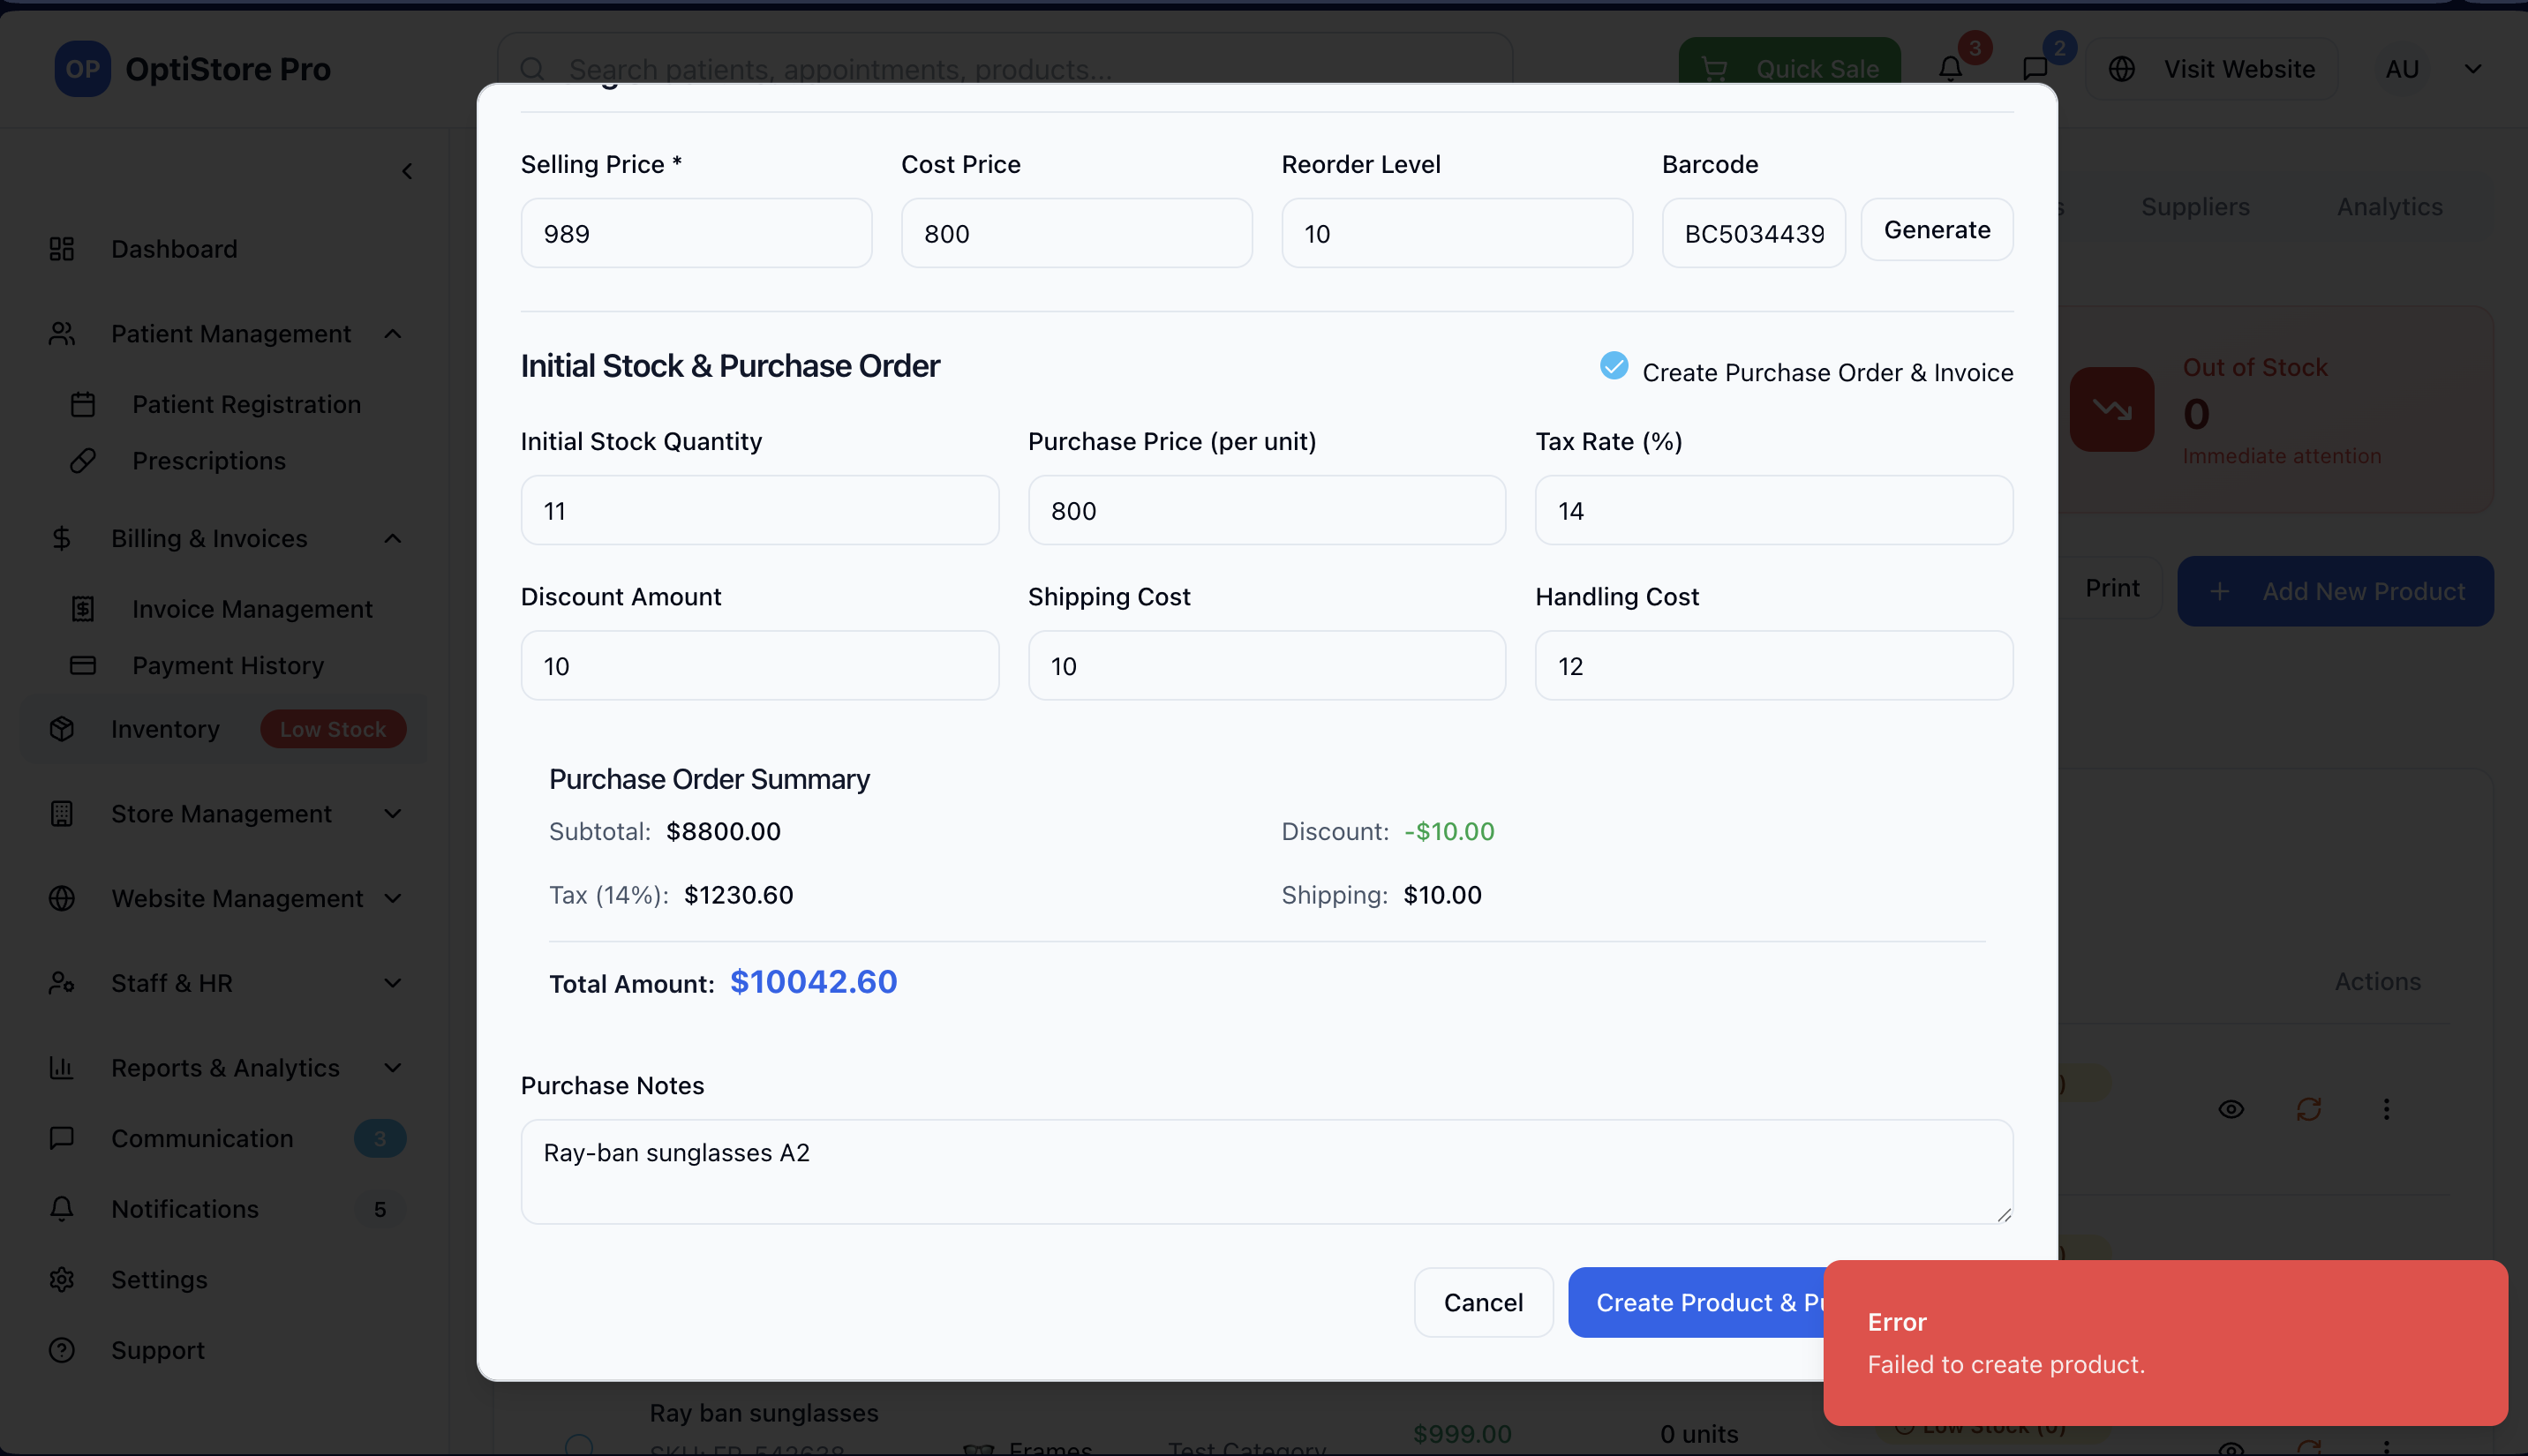 OP OptiStore Pro
Search patients, appointments, products...
Quick Sale
3
2
Visit Website
AU
Dashboard
Patient Management
Patient Registration
Prescriptions
Billing & Invoices
Invoice Management
Payment History
Inventory Low Stock
Store Management
Website Management
Staff & HR
Reports & Analytics
Communication 3
Notifications 5
Settings
Support
Suppliers Analytics
Out of Stock
0
Immediate attention
Print + Add New Product
Actions
Selling Price * Cost Price Reorder Level Barcode
989 800 10 BC5034439 Generate
Initial Stock & Purchase Order Create Purchase Order & Invoice
Initial Stock Quantity Purchase Price (per unit) Tax Rate (%)
11 800 14
Discount Amount Shipping Cost Handling Cost
10 10 12
Purchase Order Summary
Subtotal: $8800.00 Discount: -$10.00
Tax (14%): $1230.60 Shipping: $10.00
Total Amount: $10042.60
Purchase Notes
Ray-ban sunglasses A2
Cancel Create Product &
Error
Failed to create product.
Ray ban sunglasses
$999.00 0 units Low Stock (0)
Frames Test Category